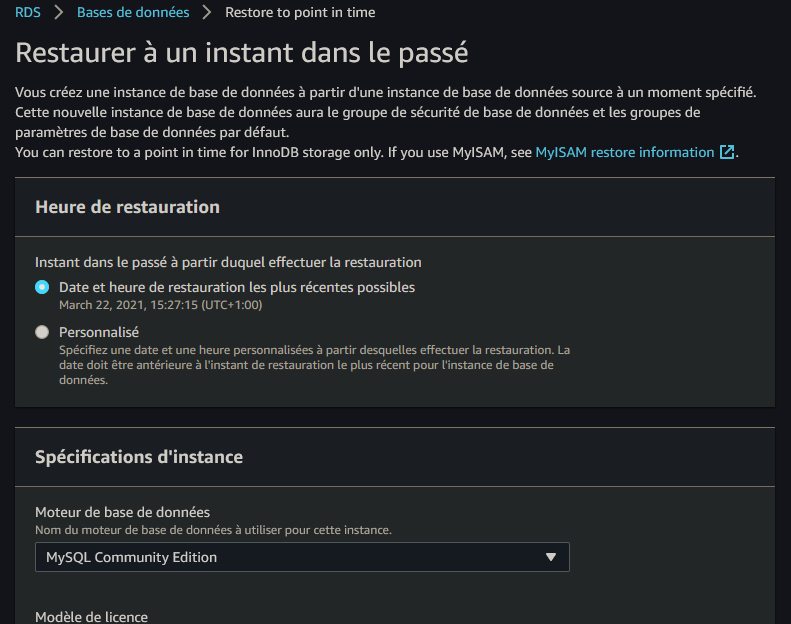 RDS > Bases de données > Restore to point in time
Restaurer à un instant dans le passé
Vous créez une instance de base de données à partir d'une instance de base de données source à un moment spécifié.
Cette nouvelle instance de base de données aura le groupe de sécurité de base de données et les groupes de
paramètres de base de données par défaut.
You can restore to a point in time for InnoDB storage only. If you use MyISAM, see MyISAM restore information.
Heure de restauration
Instant dans le passé à partir duquel effectuer la restauration
Date et heure de restauration les plus récentes possibles
March 22, 2021, 15:27:15 (UTC+1:00)
Personnalisé
Spécifiez une date et une heure personnalisées à partir desquelles effectuer la restauration. La
date doit être antérieure à l'instant de restauration le plus récent pour l'instance de base de
données.
Spécifications d'instance
Moteur de base de données
Nom du moteur de base de données à utiliser pour cette instance.
MySQL Community Edition
Modèle de licence